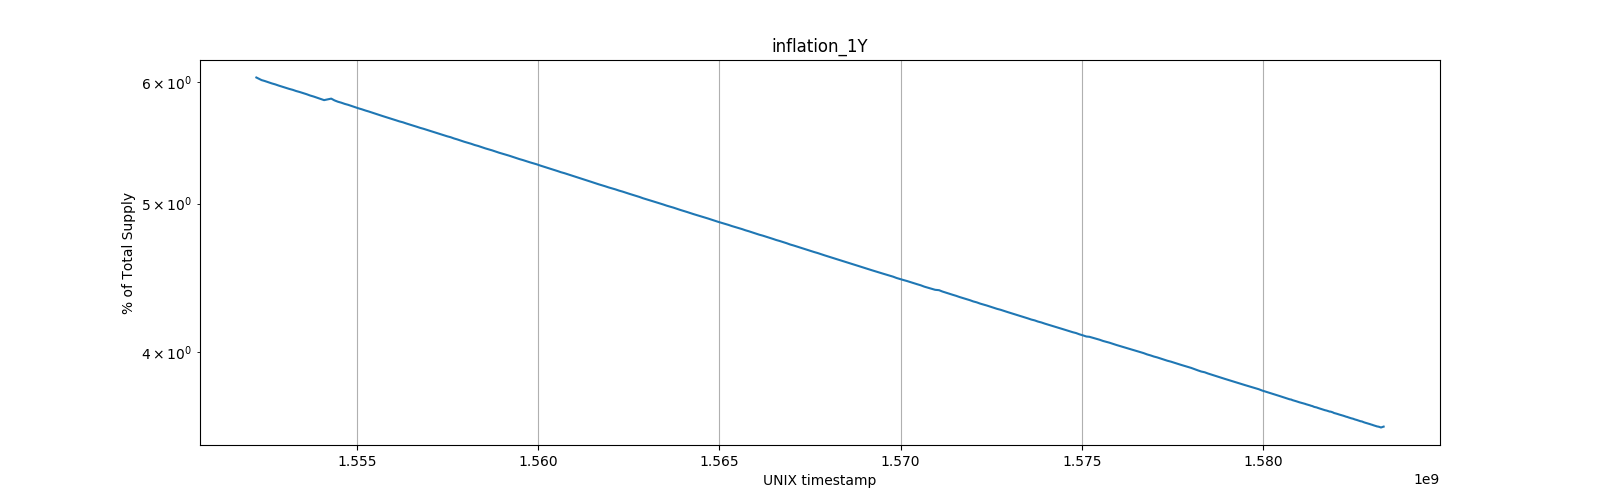 inflation_1Y
6 × 10⁰
5 × 10⁰
4 × 10⁰
% of Total Supply
1.555 1.560 1.565 1.570 1.575 1.580
1e9
UNIX timestamp